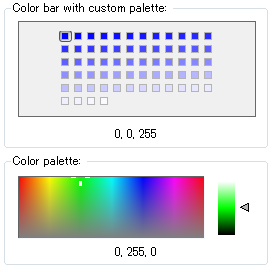 Color bar with custom palette:
0, 0, 255
Color palette:
0, 255, 0